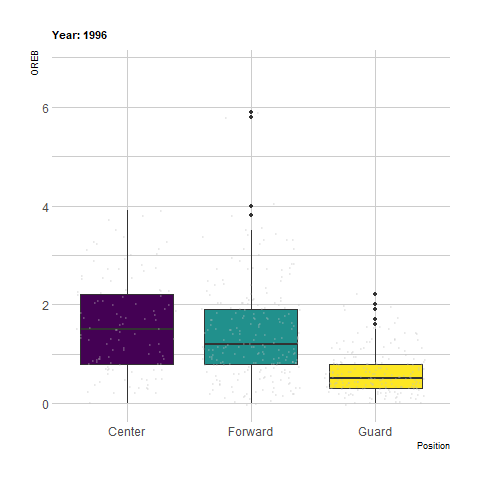 Year: 1996
OREB
6
4
2
0
Center Forward Guard
Position